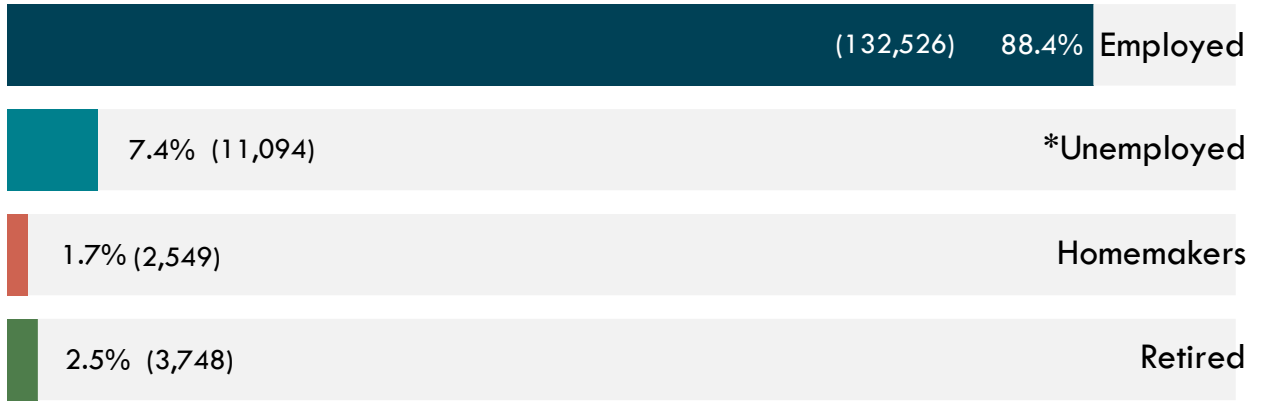 (132,526) 88.4% Employed
7.4% (11,094) *Unemployed
1.7% (2,549) Homemakers
2.5% (3,748) Retired